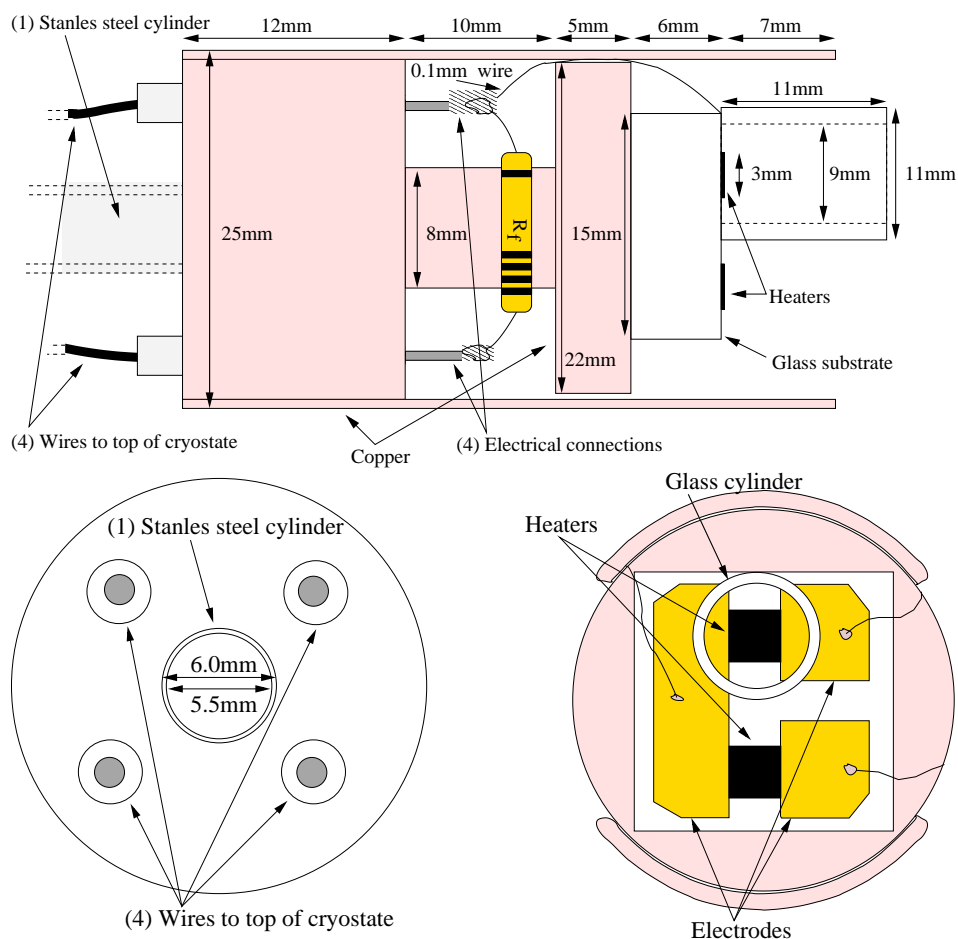 (1) Stanles steel cylinder
12mm
10mm
5mm
6mm
7mm
0.1mm wire
11mm
3mm
9mm
11mm
25mm
8mm
R_f
15mm
Heaters
22mm
Glass substrate
(4) Wires to top of cryostate
Copper
(4) Electrical connections
(1) Stanles steel cylinder
6.0mm
5.5mm
(4) Wires to top of cryostate
Glass cylinder
Heaters
Electrodes